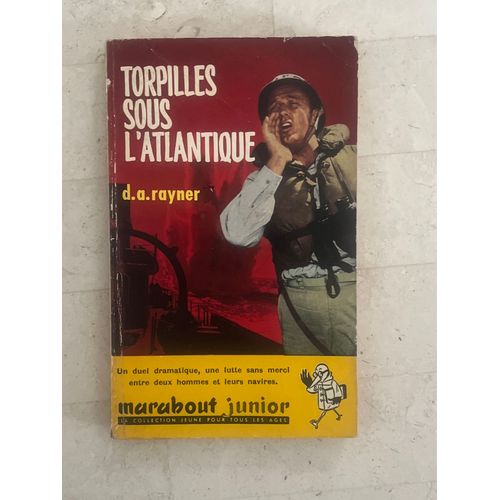 TORPILLES
SOUS
L'ATLANTIQUE
d.a.rayner
Un duel dramatique, une lutte sans merci
entre deux hommes et leurs navires.
marabout junior
LA COLLECTION JEUNE POUR TOUS LES AGES